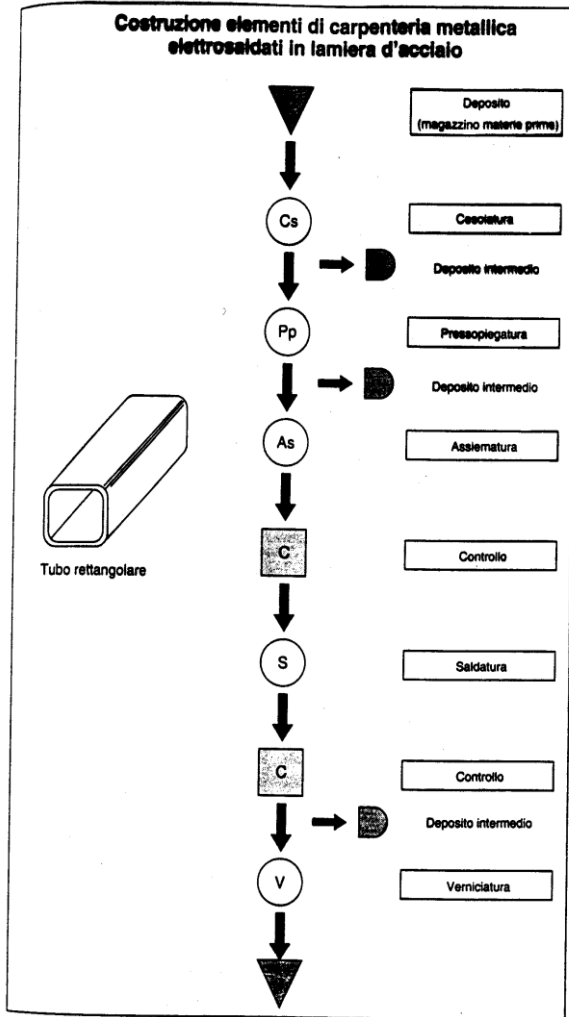 Costruzione elementi di carpenteria metallica
elettrosaldati in lamiera d'acciaio
Deposito
(magazzino materie prime)
Cs
Cesoiatura
Deposito intermedio
Pp
Pressopiegatura
Deposito intermedio
As
Assiematura
C
Controllo
Tubo rettangolare
S
Saldatura
C
Controllo
Deposito intermedio
V
Verniciatura